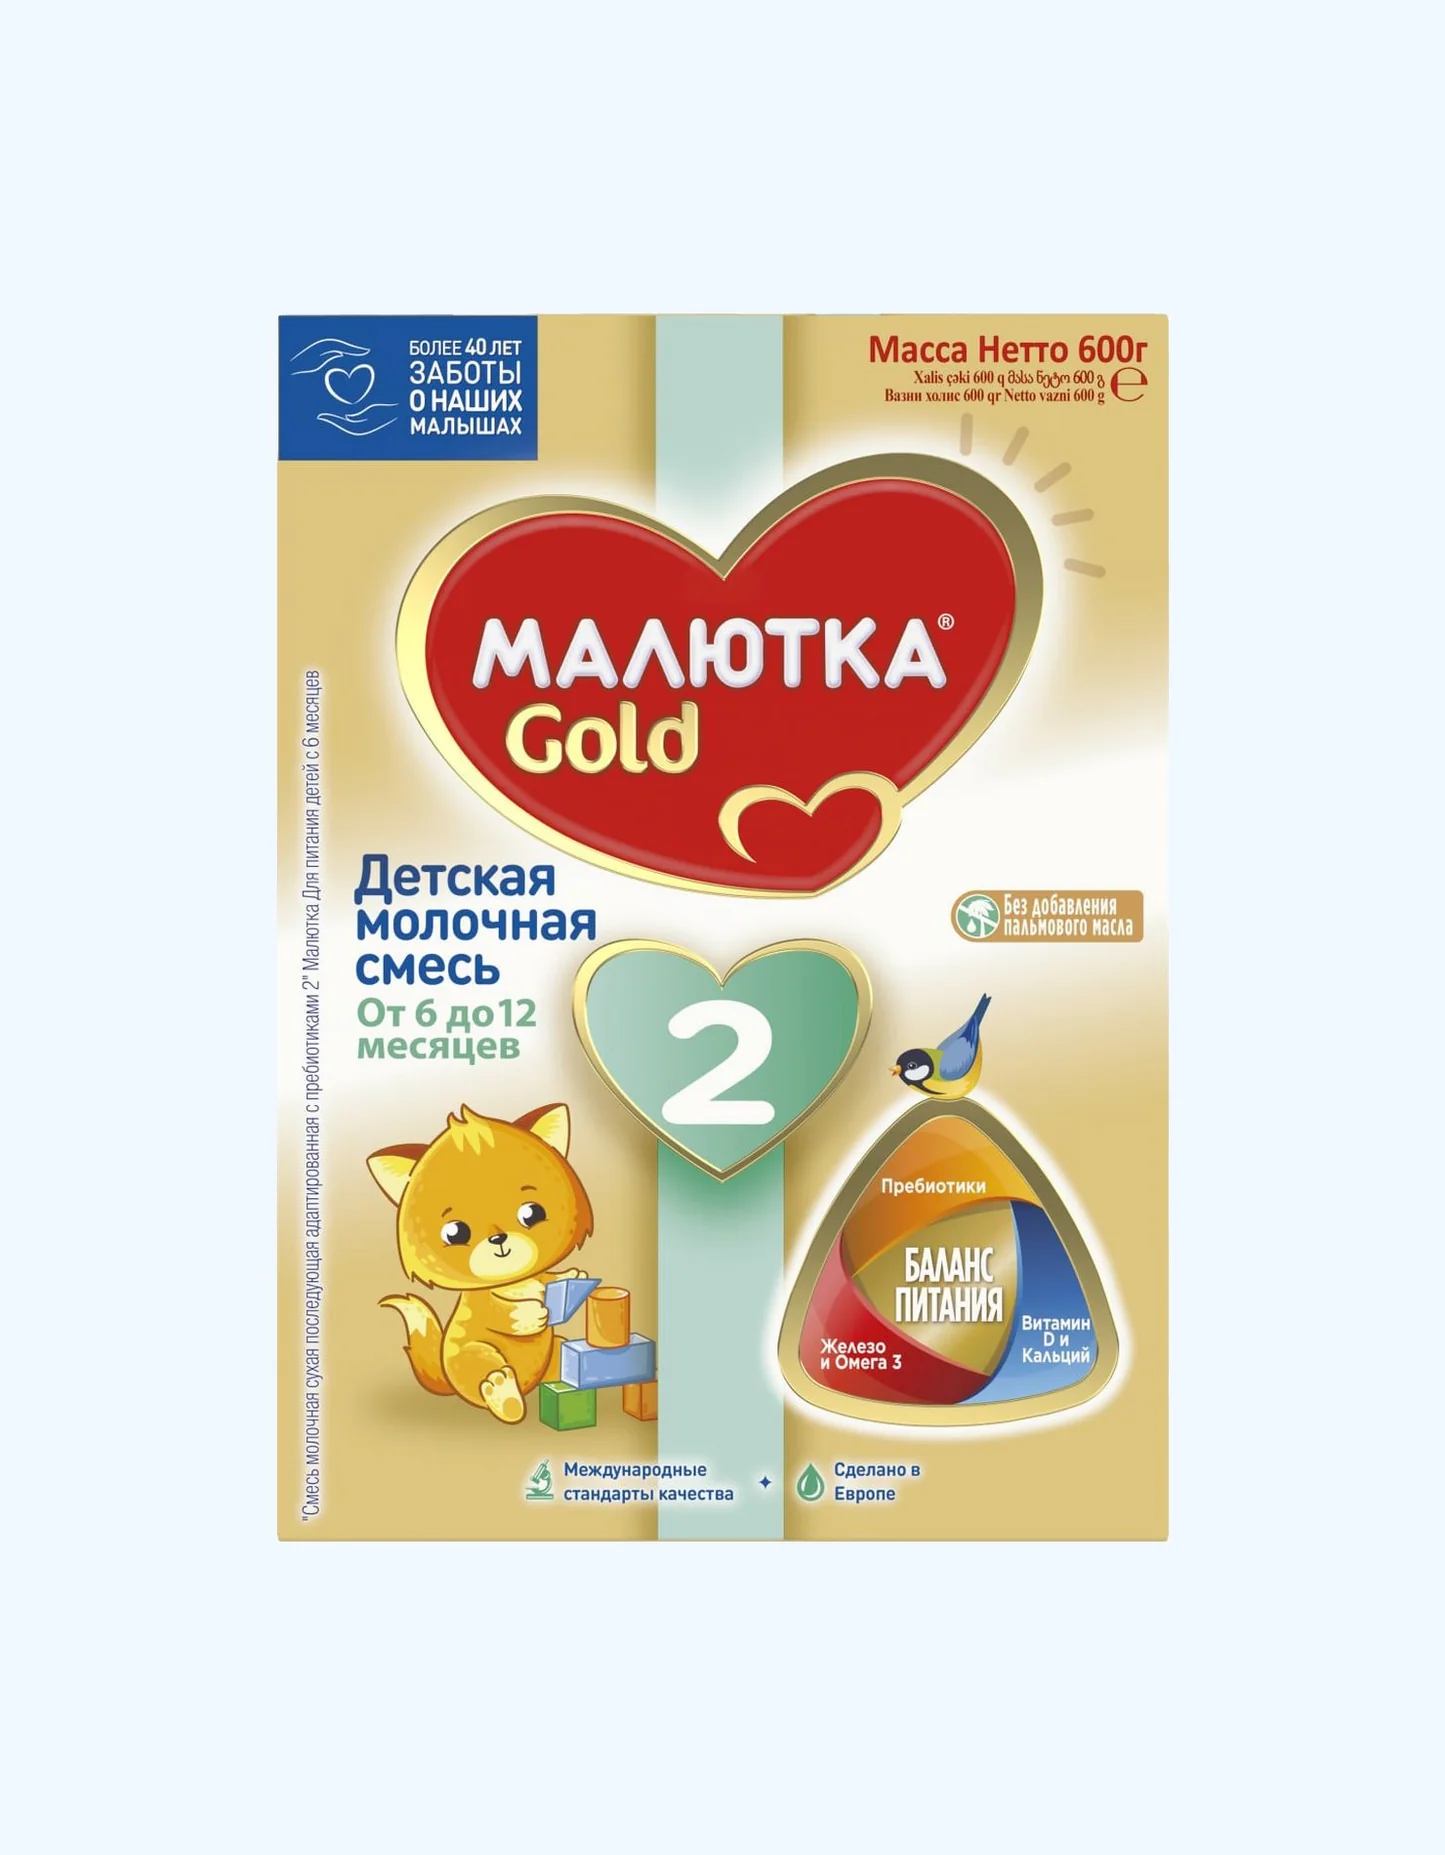 БОЛЕЕ 40 ЛЕТ
ЗАБОТЫ
О НАШИХ
МАЛЫШАХ
Масса Нетто 600г
Xalis çəki 600 q მასა ნეტო 600 გ
Вазни холис 600 qr Netto vazni 600 g
℮
МАЛЮТКА®
Gold
Детская
молочная
смесь
От 6 до 12
месяцев
Без добавления
пальмового масла
2
Пребиотики
БАЛАНС
ПИТАНИЯ
Железо
и Омега 3
Витамин
D и
Кальций
Международные
стандарты качества
Сделано в
Европе
"Смесь молочная сухая последующая адаптированная с пребиотиками 2" Малютка Для питания детей с 6 месяцев